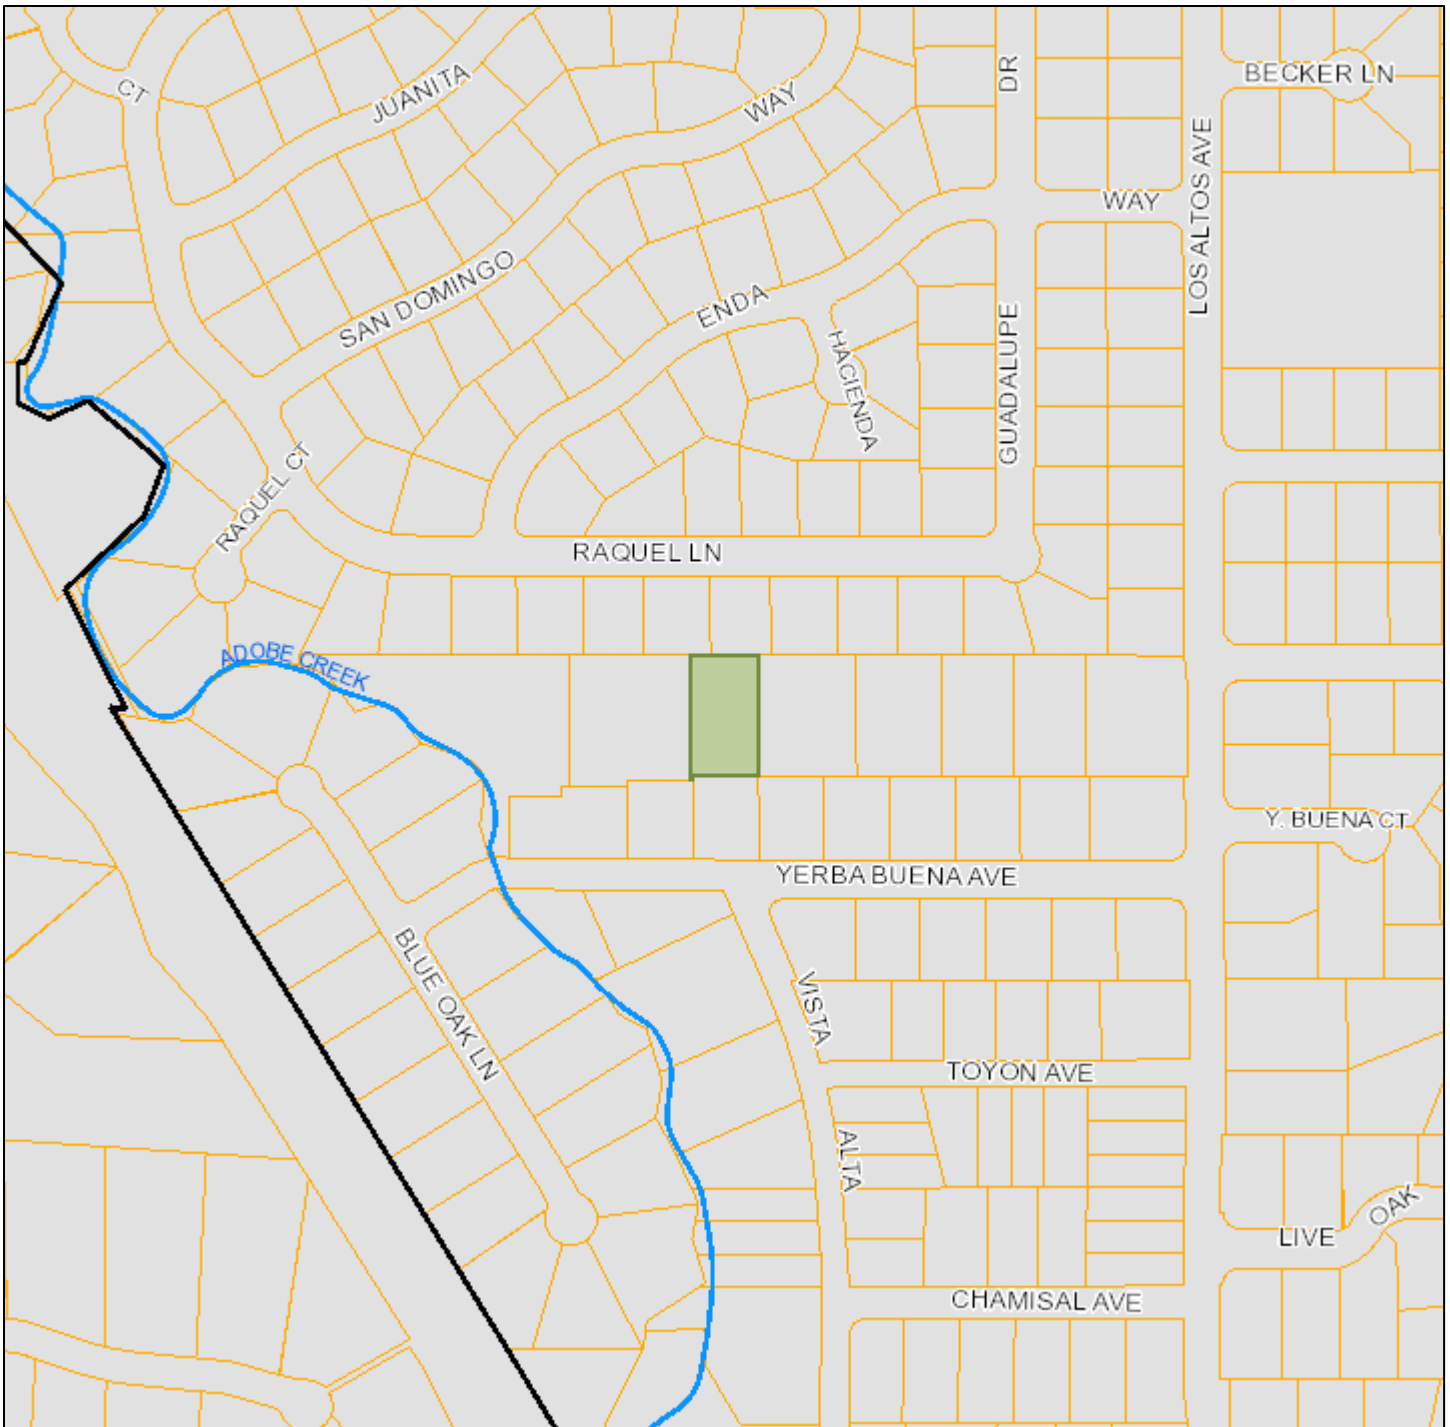 DR
BECKER LN
CT
JUANITA
WAY
LOS ALTOS AVE
WAY
SAN DOMINGO
ENDA
HACIENDA
GUADALUPE
RAQUEL CT
RAQUEL LN
ADOBE CREEK
Y. BUENA CT
YERBA BUENA AVE
BLUE OAK LN
VISTA
TOYON AVE
ALTA
OAK
LIVE
CHAMISAL AVE